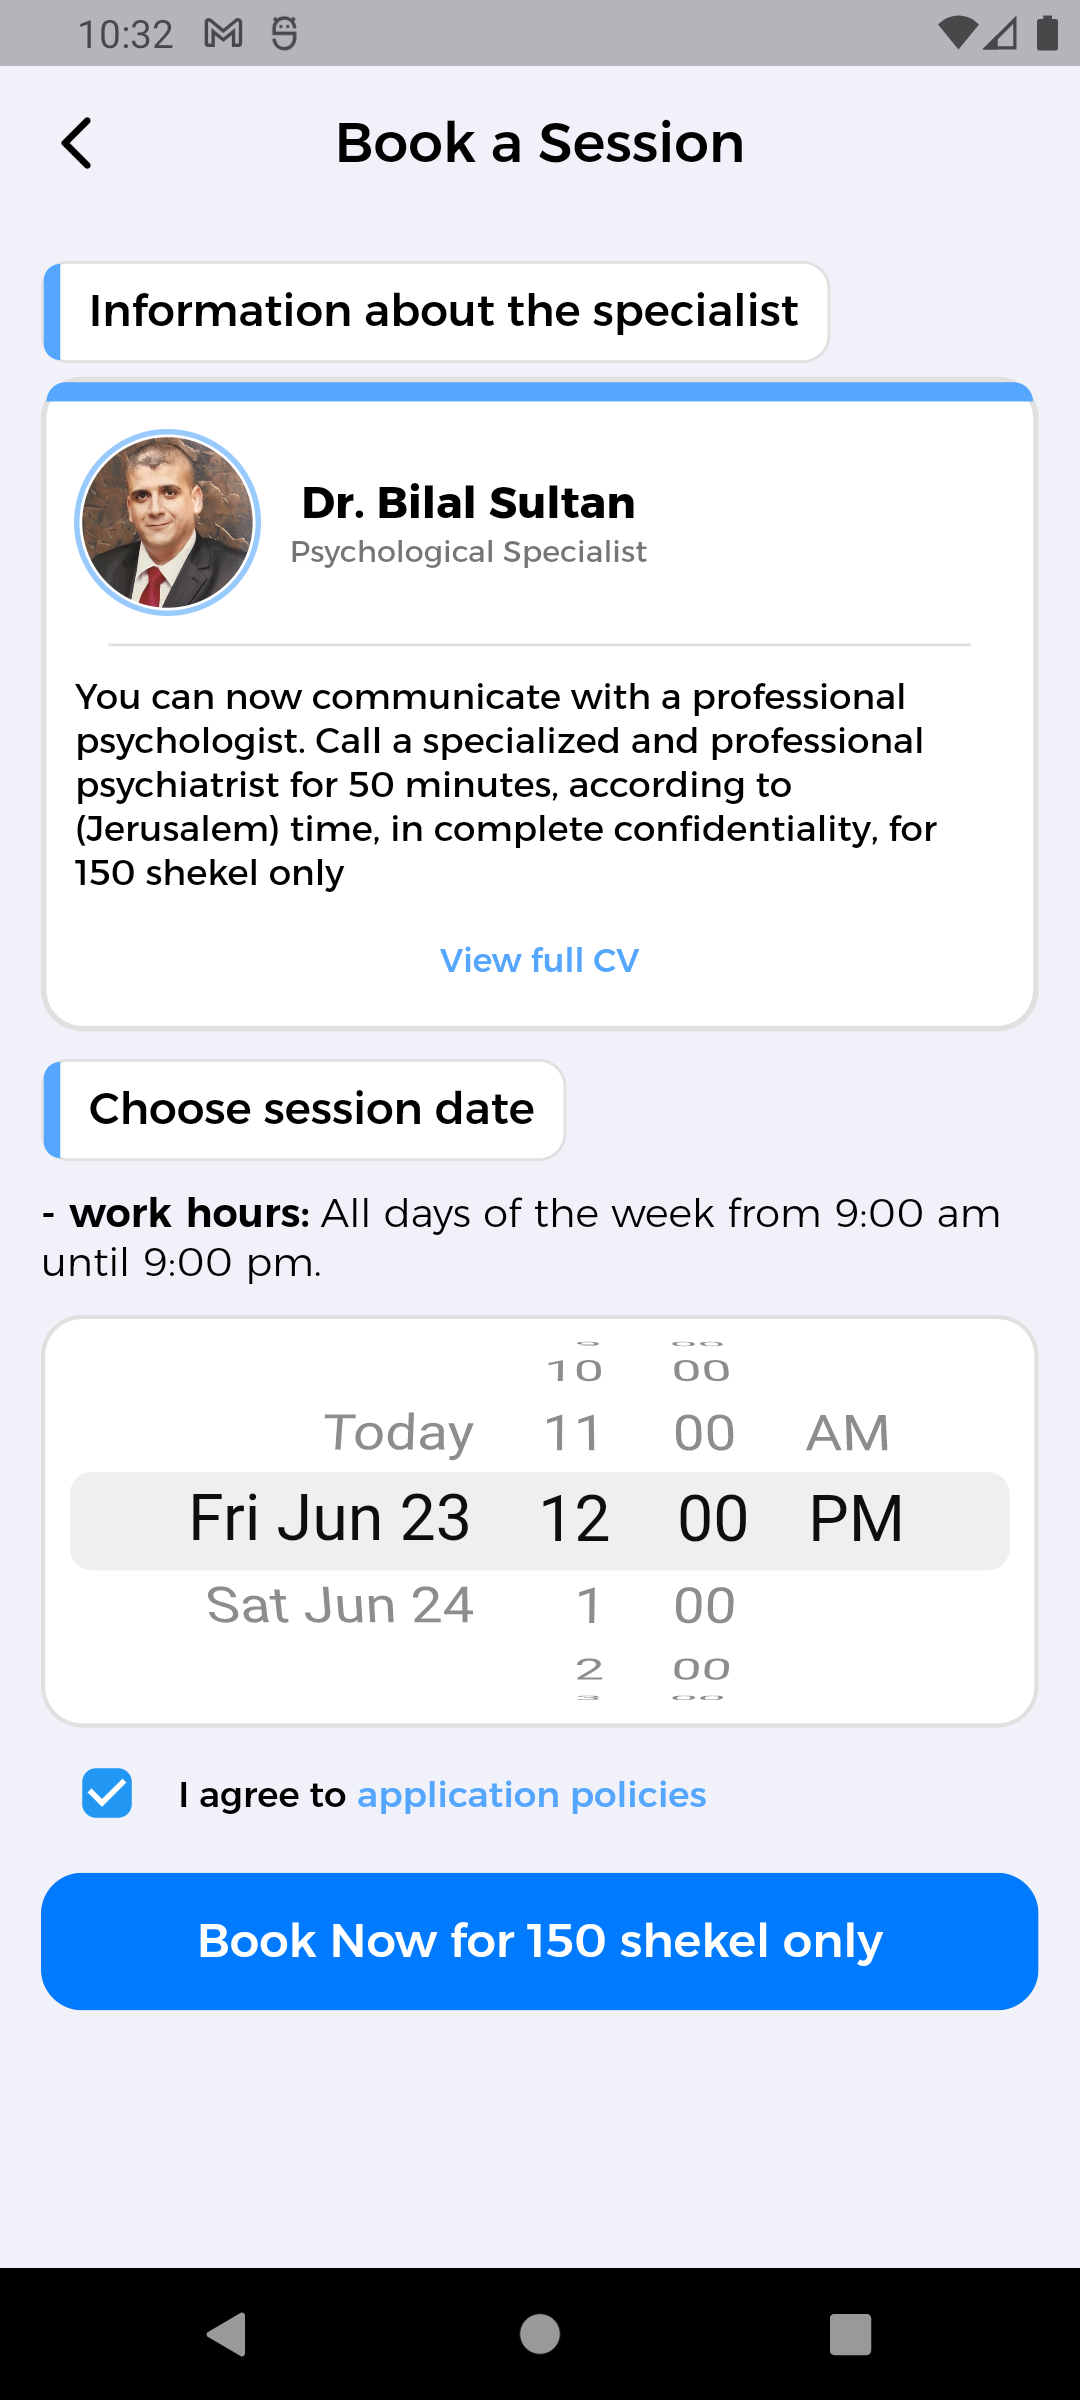 10:32
Book a Session
Information about the specialist
Dr. Bilal Sultan
Psychological Specialist
You can now communicate with a professional
psychologist. Call a specialized and professional
psychiatrist for 50 minutes, according to
(Jerusalem) time, in complete confidentiality, for
150 shekel only
View full CV
Choose session date
- work hours: All days of the week from 9:00 am
until 9:00 pm.
9 00
10 00
Today 11 00 AM
Fri Jun 23 12 00 PM
Sat Jun 24 1 00
2 00
3 00
I agree to application policies
Book Now for 150 shekel only